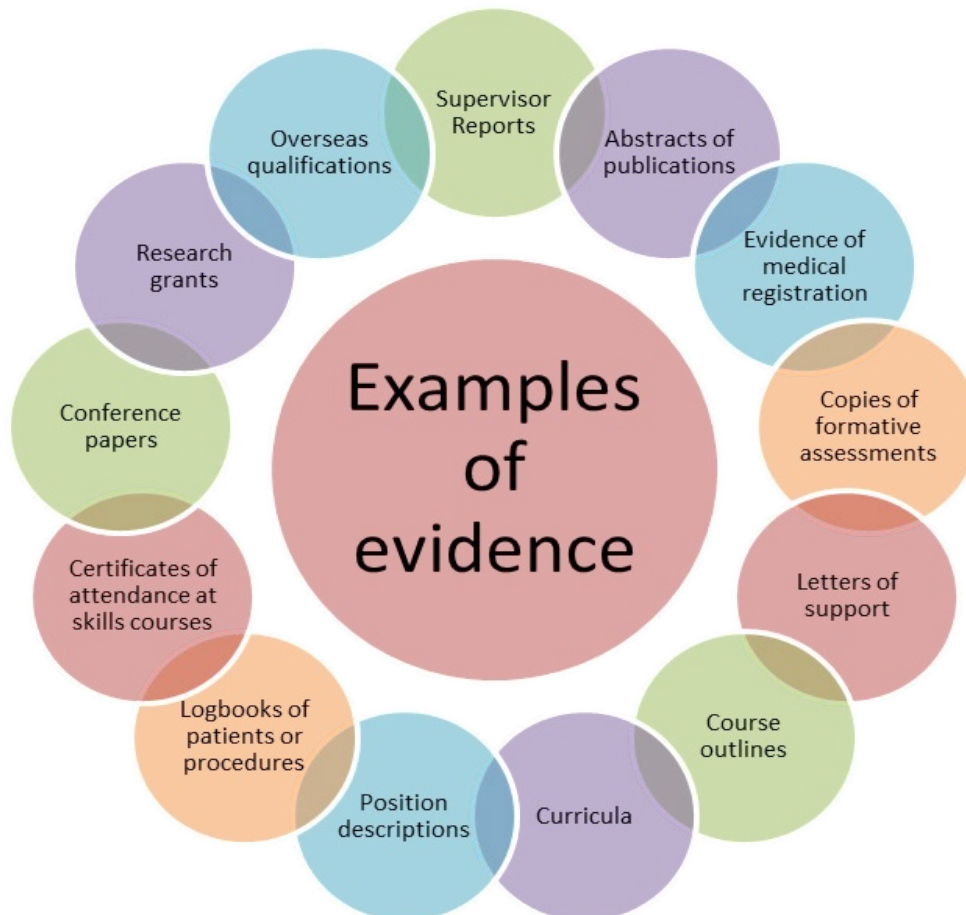 Supervisor
Reports
Abstracts of
publications
Evidence of
medical
registration
Copies of
formative
assessments
Letters of
support
Course
outlines
Curricula
Position
descriptions
Logbooks of
patients or
procedures
Certificates of
attendance at
skills courses
Conference
papers
Research
grants
Overseas
qualifications
Examples
of
evidence